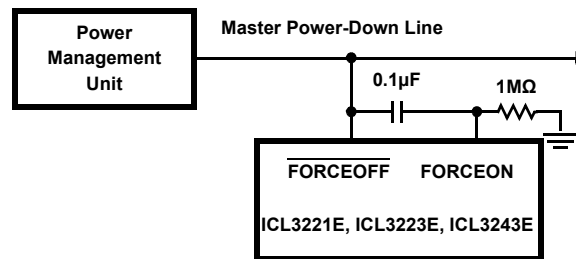 Power
Management
Unit
Master Power-Down Line
0.1µF
1MΩ
FORCEOFF FORCEON
ICL3221E, ICL3223E, ICL3243E